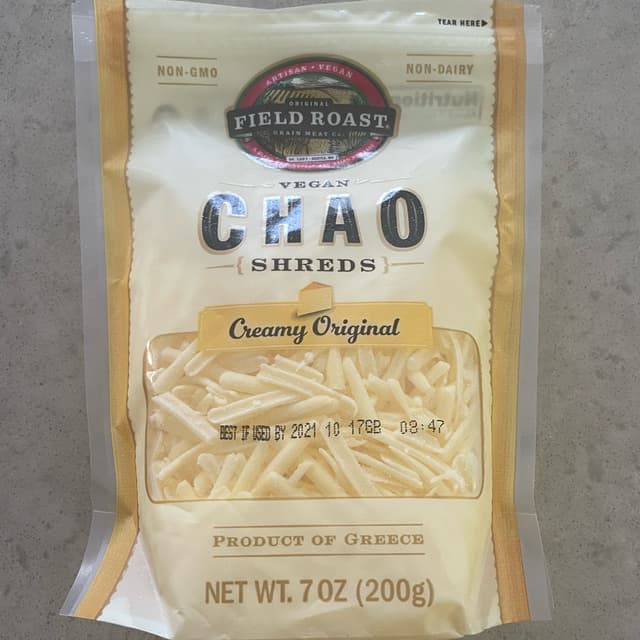 TEAR HERE
NON-GMO
NON-DAIRY
ARTISAN • VEGAN
ORIGINAL
FIELD ROAST
GRAIN MEAT Co.
VEGAN
CHAO
SHREDS
Creamy Original
BEST IF USED BY 2021 10 17GB 08:47
PRODUCT OF GREECE
NET WT. 7 OZ (200g)